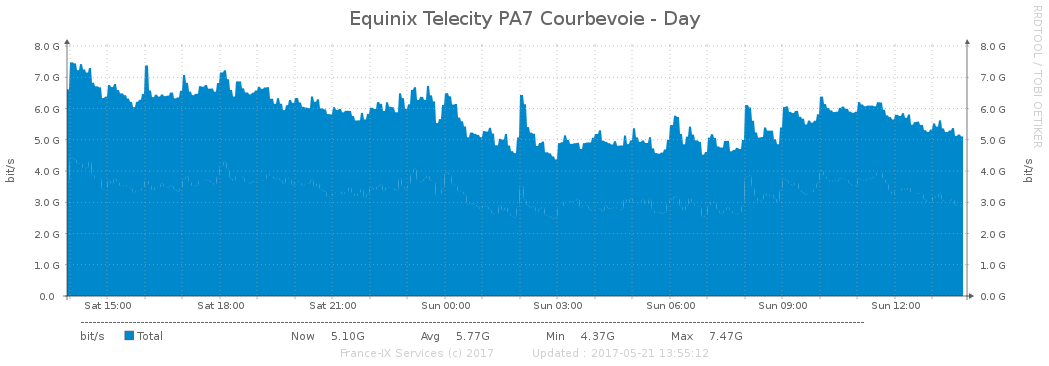 Equinix Telecity PA7 Courbevoie - Day
RRDTOOL / TOBI OETIKER
bit/s
8.0 G
7.0 G
6.0 G
5.0 G
4.0 G
3.0 G
2.0 G
1.0 G
0.0
8.0 G
7.0 G
6.0 G
5.0 G
4.0 G
3.0 G
2.0 G
1.0 G
0.0 G
bit/s
Sat 15:00 Sat 18:00 Sat 21:00 Sun 00:00 Sun 03:00 Sun 06:00 Sun 09:00 Sun 12:00
bit/s Total Now 5.10G Avg 5.77G Min 4.37G Max 7.47G
France-IX Services (c) 2017 Updated : 2017-05-21 13:55:12